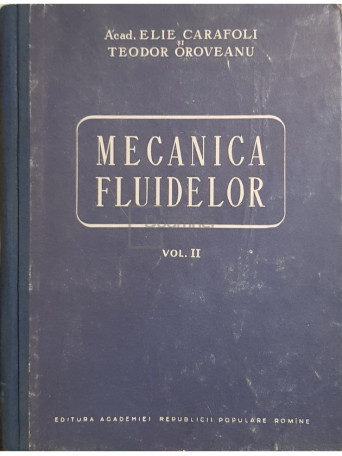 Acad. ELIE CARAFOLI
și
TEODOR OROVEANU
MECANICA
FLUIDELOR
VOL. II
EDITURA ACADEMIEI REPUBLICII POPULARE ROMÎNE